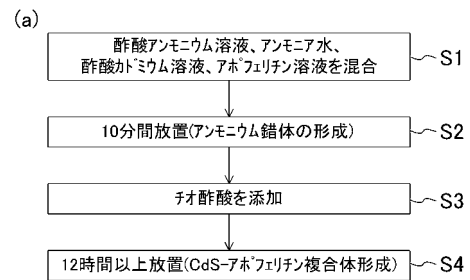 (a)
酢酸アンモニウム溶液、アンモニア水、
酢酸カドミウム溶液、アポフェリチン溶液を混合
S1
10分間放置(アンモニウム錯体の形成)
S2
チオ酢酸を添加
S3
12時間以上放置(CdS-アポフェリチン複合体形成)
S4